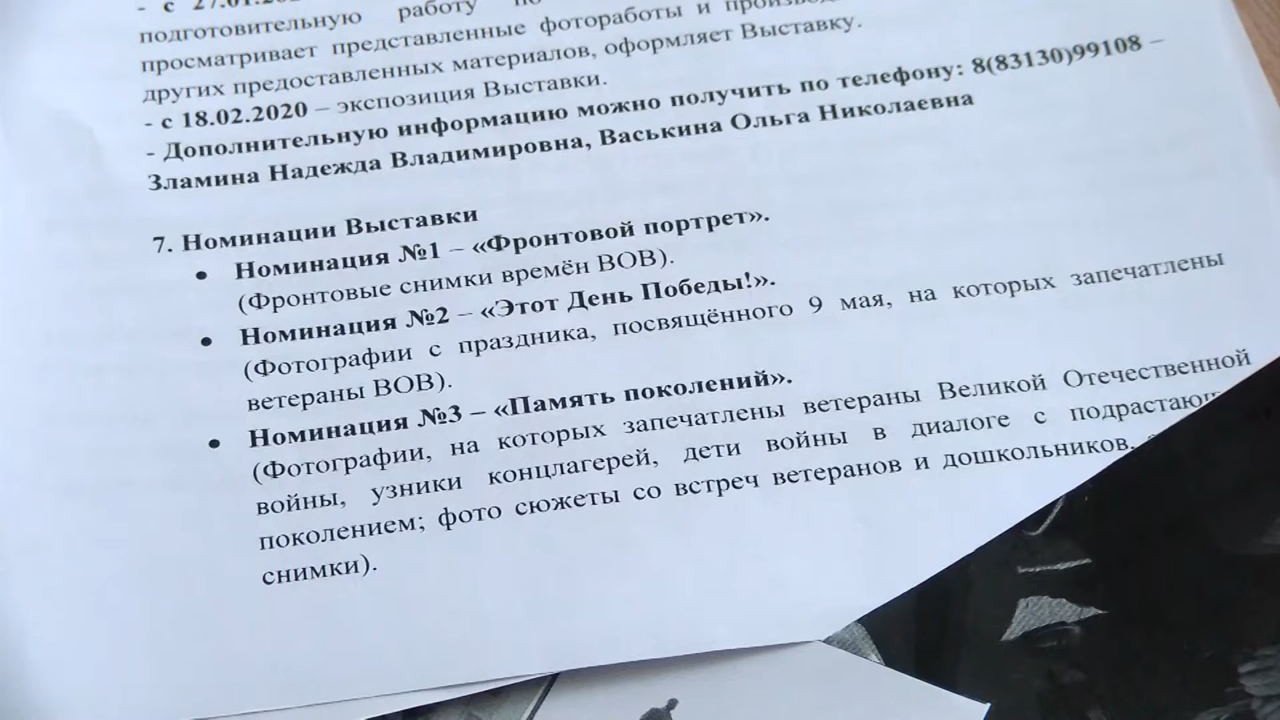 - с 27.01.20
подготовительную работу по
просматривает представленные фотоработы и
других предоставленных материалов, оформляет Выставку.
- с 18.02.2020 – экспозиция Выставки.
- Дополнительную информацию можно получить по телефону: 8(83130)99108 –
Зламина Надежда Владимировна, Васькина Ольга Николаевна
7. Номинации Выставки
• Номинация №1 – «Фронтовой портрет».
(Фронтовые снимки времён ВОВ).
• Номинация №2 – «Этот День Победы!».
(Фотографии с праздника, посвящённого 9 мая, на которых запечатлены
ветераны ВОВ).
• Номинация №3 – «Память поколений».
(Фотографии, на которых запечатлены ветераны Великой Отечественной
войны, узники концлагерей, дети войны в диалоге с
поколением; фото сюжеты со встреч ветеранов и дошкольников,
снимки).